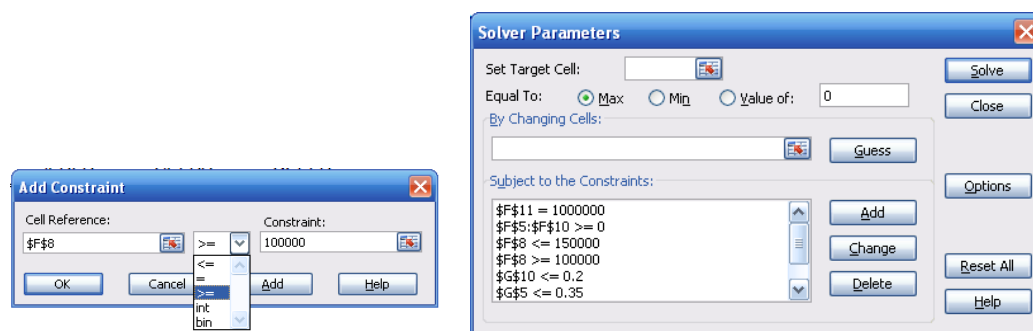 Add Constraint
Cell Reference:
Constraint:
$F$8
>=
100000
<=
=
>=
int
bin
OK
Cancel
Add
Help
Solver Parameters
Set Target Cell:
Solve
Equal To:
Max
Min
Value of:
0
Close
By Changing Cells:
Guess
Subject to the Constraints:
Options
$F$11 = 1000000
$F$5:$F$10 >= 0
$F$8 <= 150000
$F$8 >= 100000
$G$10 <= 0.2
$G$5 <= 0.35
Add
Change
Delete
Reset All
Help